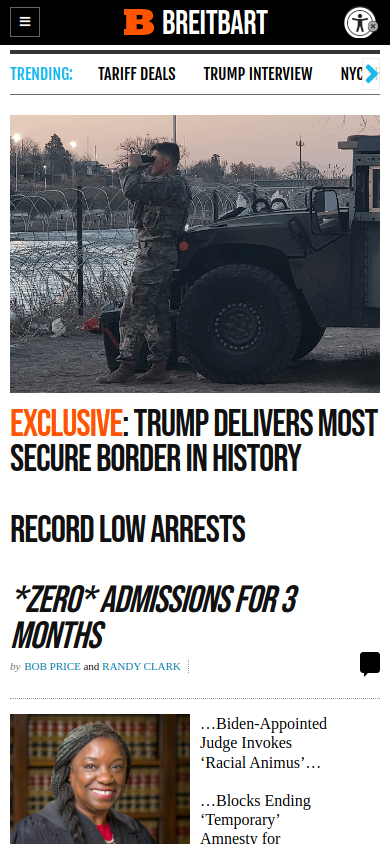 BREITBART
TRENDING:
TARIFF DEALS
TRUMP INTERVIEW
NYC
EXCLUSIVE: TRUMP DELIVERS MOST
SECURE BORDER IN HISTORY
RECORD LOW ARRESTS
*ZERO* ADMISSIONS FOR 3
MONTHS
by BOB PRICE and RANDY CLARK
…Biden-Appointed
Judge Invokes
‘Racial Animus’…
…Blocks Ending
‘Temporary’
Amnesty for